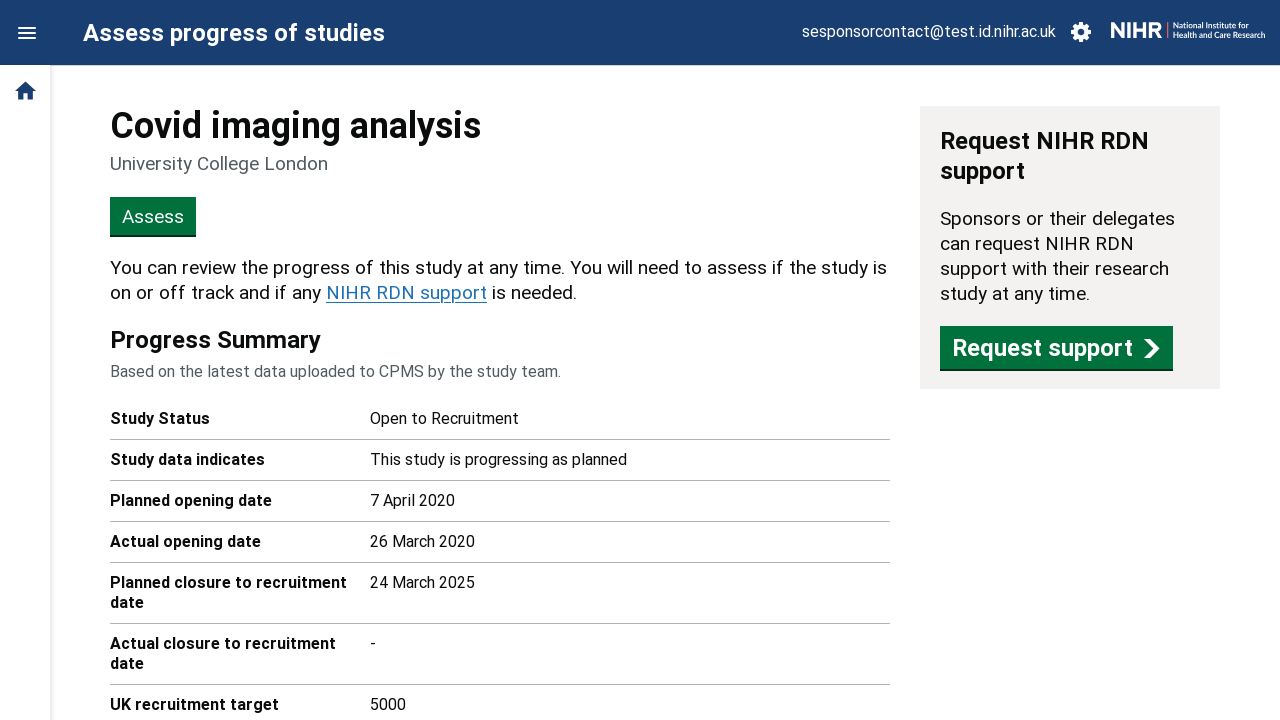 Assess progress of studies
sesponsorcontact@test.id.nihr.ac.uk
NIHR
National Institute for
Health and Care Research
Covid imaging analysis
University College London
Assess
You can review the progress of this study at any time. You will need to assess if the study is
on or off track and if any NIHR RDN support is needed.
Progress Summary
Based on the latest data uploaded to CPMS by the study team.
Study Status Open to Recruitment
Study data indicates This study is progressing as planned
Planned opening date 7 April 2020
Actual opening date 26 March 2020
Planned closure to recruitment 24 March 2025
date
Actual closure to recruitment -
date
UK recruitment target 5000
Request NIHR RDN
support
Sponsors or their delegates
can request NIHR RDN
support with their research
study at any time.
Request support